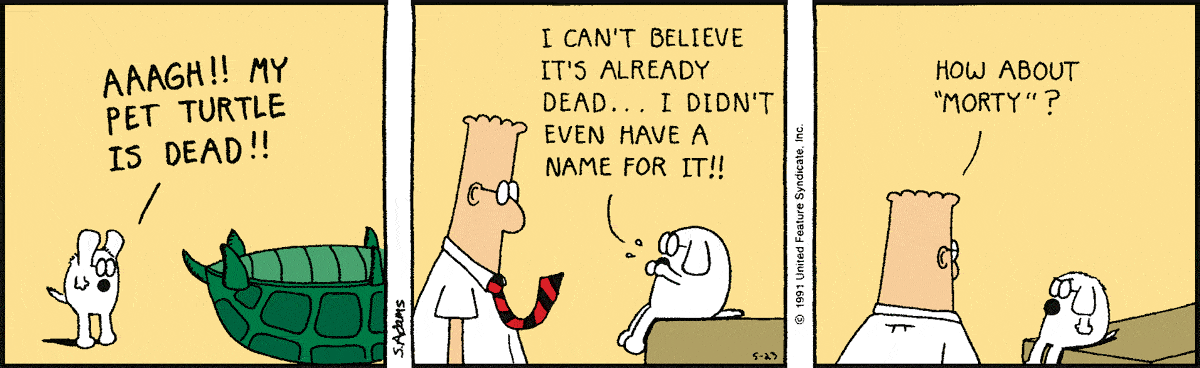 AAAGH!! MY
PET TURTLE
IS DEAD!!
S.Adams
I CAN'T BELIEVE
IT'S ALREADY
DEAD... I DIDN'T
EVEN HAVE A
NAME FOR IT!!
5-23
© 1991 United Feature Syndicate, Inc.
HOW ABOUT
"MORTY"?